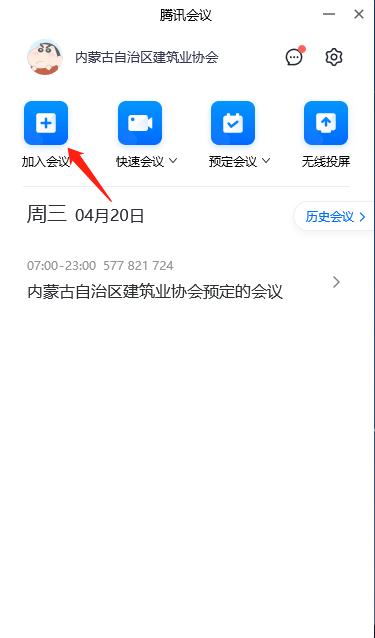 腾讯会议
内蒙古自治区建筑业协会
加入会议 快速会议 预定会议 无线投屏
周三 04月20日 历史会议
07:00-23:00 577 821 724
内蒙古自治区建筑业协会预定的会议